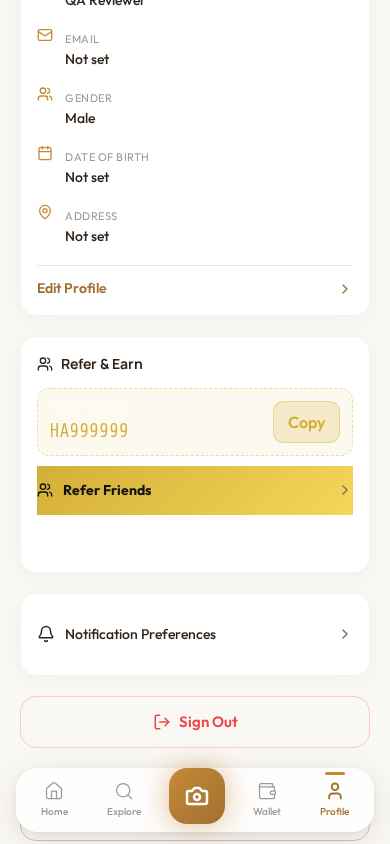 QA Reviewer
EMAIL
Not set
GENDER
Male
DATE OF BIRTH
Not set
ADDRESS
Not set
Edit Profile
Refer & Earn
HA999999
Copy
Refer Friends
Notification Preferences
Sign Out
Home
Explore
Wallet
Profile